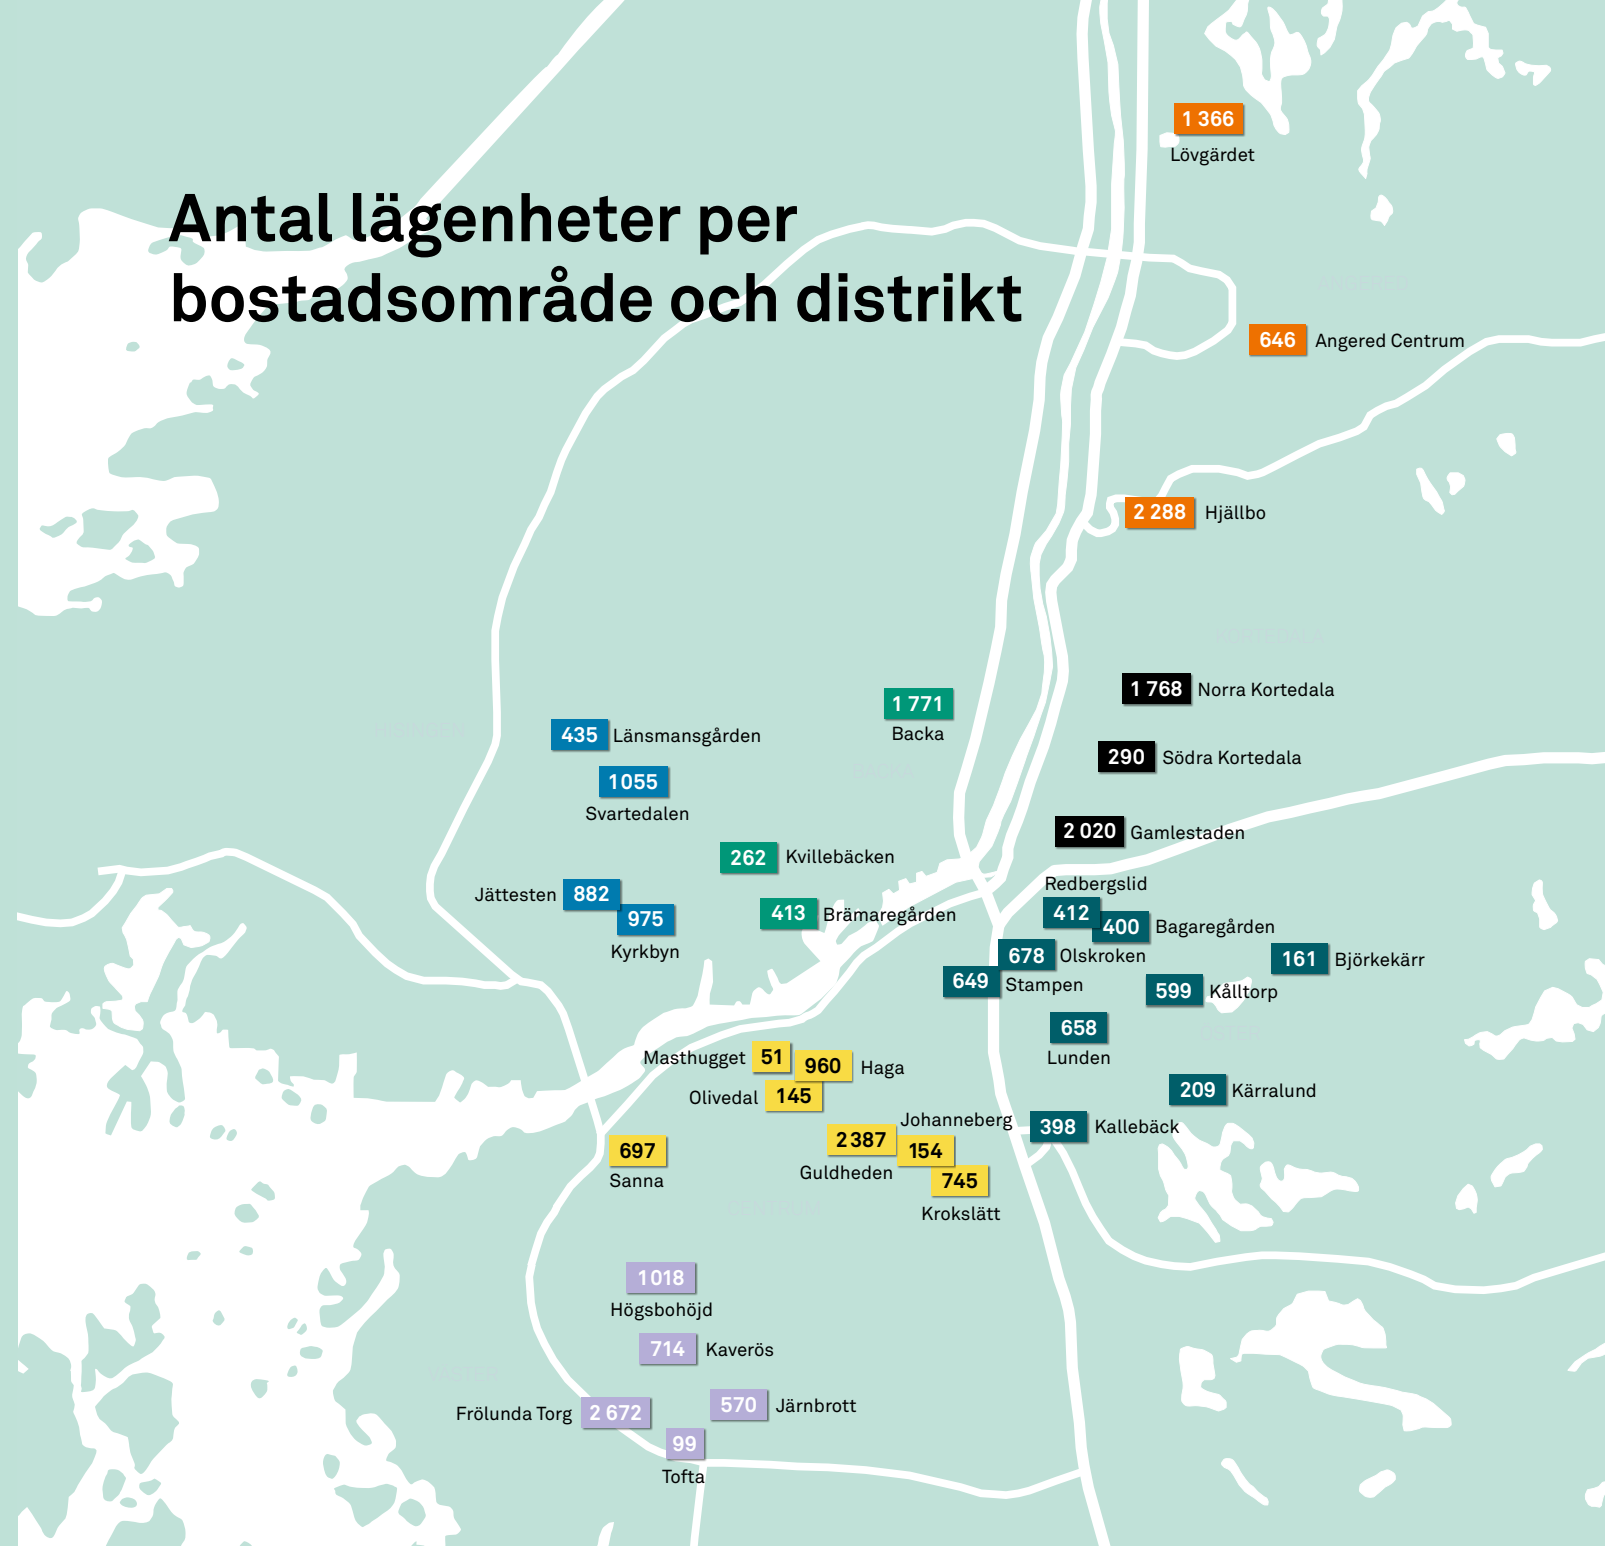 Antal lägenheter per
bostadsområde och distrikt
1 366
Lövgärdet
646 Angered Centrum
2 288 Hjällbo
1 768 Norra Kortedala
290 Södra Kortedala
2 020 Gamlestaden
1 771
Backa
435 Länsmansgården
1 055
Svartedalen
262 Kvillebäcken
413 Brämaregården
Jättesten 882
975
Kyrkbyn
Redbergslid
412
400 Bagaregården
678 Olskroken
649 Stampen
161 Björkekärr
599 Kålltorp
658
Lunden
209 Kärralund
398 Kallebäck
Masthugget 51
960 Haga
Olivedal 145
Johanneberg
2 387
154
Guldheden
745
Krokslätt
697
Sanna
1 018
Högsbohöjd
714 Kaverös
570 Järnbrott
Frölunda Torg 2 672
99
Tofta